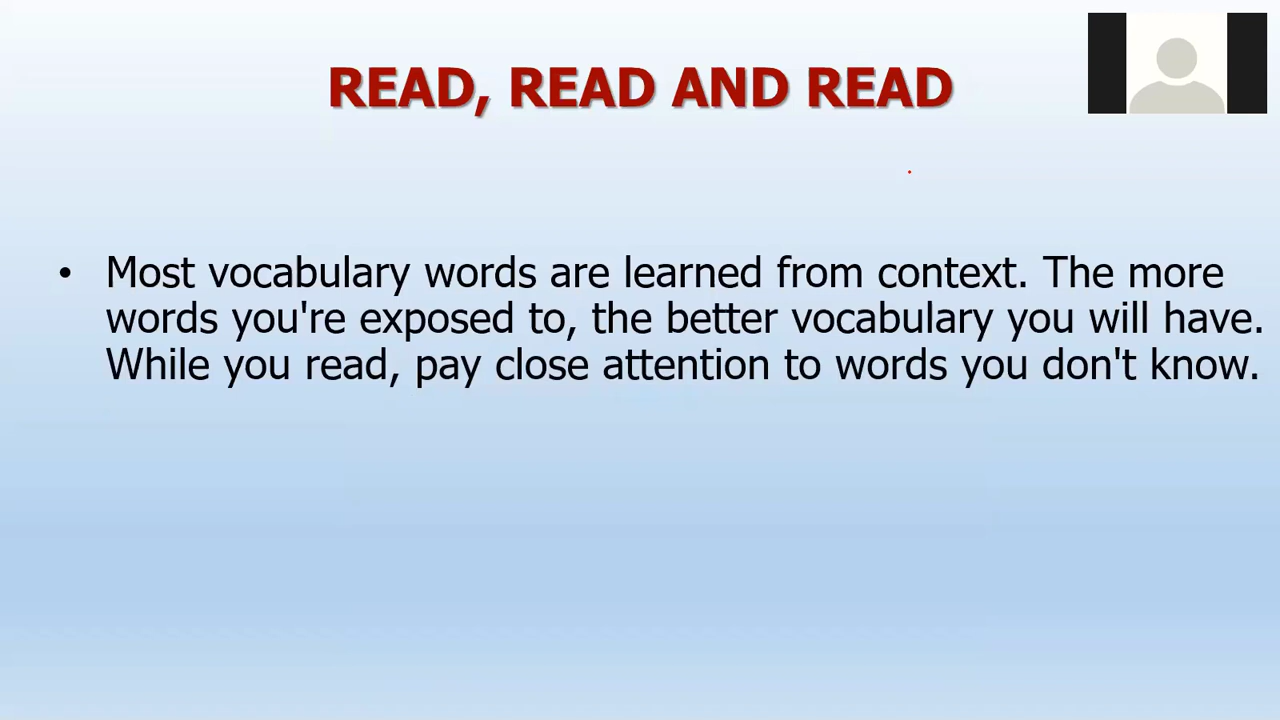 READ, READ AND READ
• Most vocabulary words are learned from context. The more
words you're exposed to, the better vocabulary you will have.
While you read, pay close attention to words you don't know.